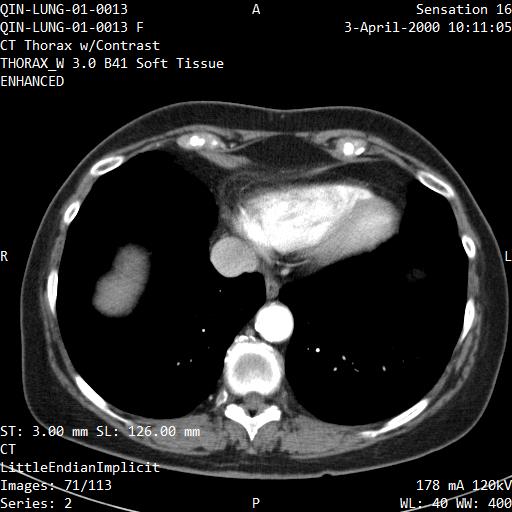 QIN-LUNG-01-0013
QIN-LUNG-01-0013 F
CT Thorax w/Contrast
THORAX_W 3.0 B41 Soft Tissue
ENHANCED
A
Sensation 16
3-April-2000 10:11:05
R
L
ST: 3.00 mm SL: 126.00 mm
CT
LittleEndianImplicit
Images: 71/113
Series: 2
P
178 mA 120kV
WL: 40 WW: 400